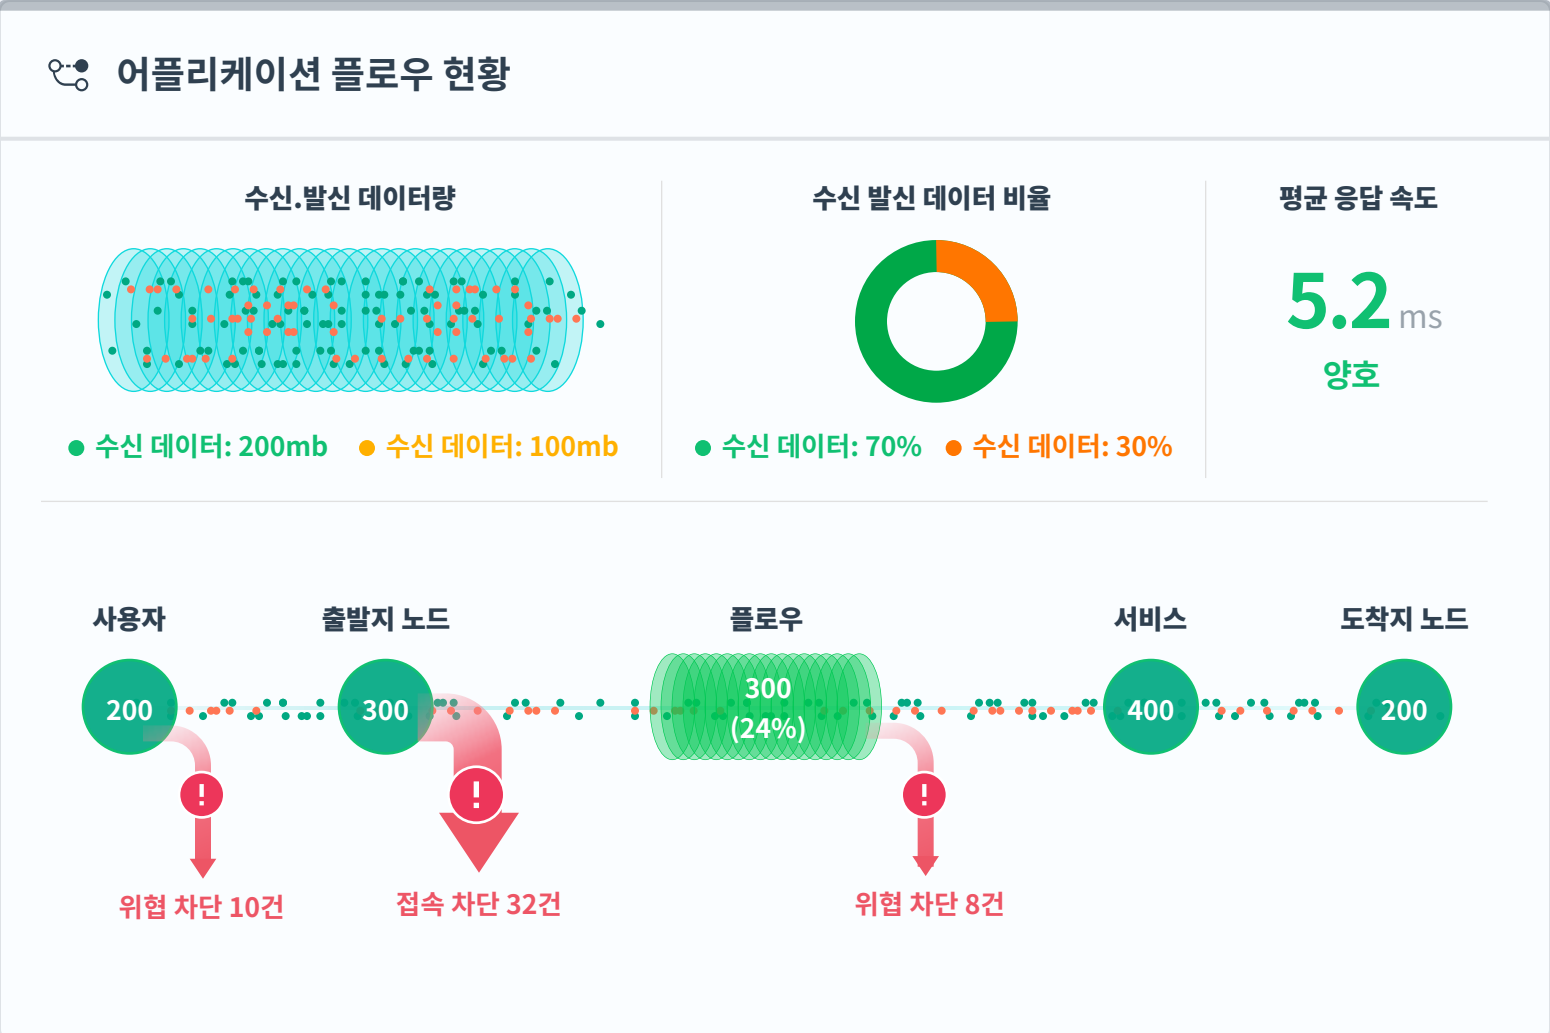 어플리케이션 플로우 현황
수신.발신 데이터량
수신 데이터: 200mb
수신 데이터: 100mb
수신 발신 데이터 비율
수신 데이터: 70%
수신 데이터: 30%
평균 응답 속도
5.2 ms
양호
사용자
출발지 노드
플로우
서비스
도착지 노드
200
300
300
(24%)
400
200
!
!
!
위협 차단 10건
접속 차단 32건
위협 차단 8건